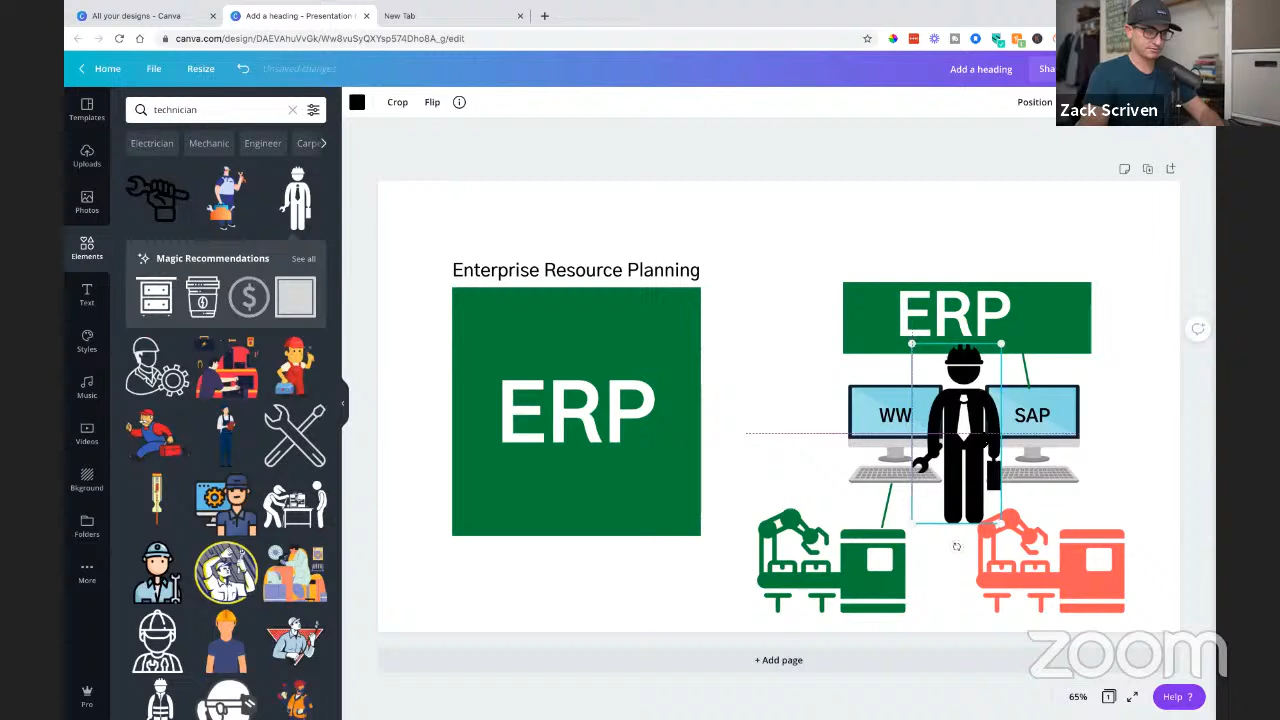 All your designs - Canva
Add a heading - Presentation
New Tab
canva.com/design/DAEVAhuVvGk/Ww8vuSyQXYsp574Dho8A_g/edit
Home
File
Resize
Unsaved changes
Add a heading
Sha
Zack Scriven
technician
Crop
Flip
Position
Templates
Uploads
Photos
Elements
Text
Styles
Music
Videos
Bkground
Folders
More
Pro
Electrician
Mechanic
Engineer
Carp
Magic Recommendations
See all
Enterprise Resource Planning
ERP
ERP
WW
SAP
+ Add page
65%
1
Help ?
zoom